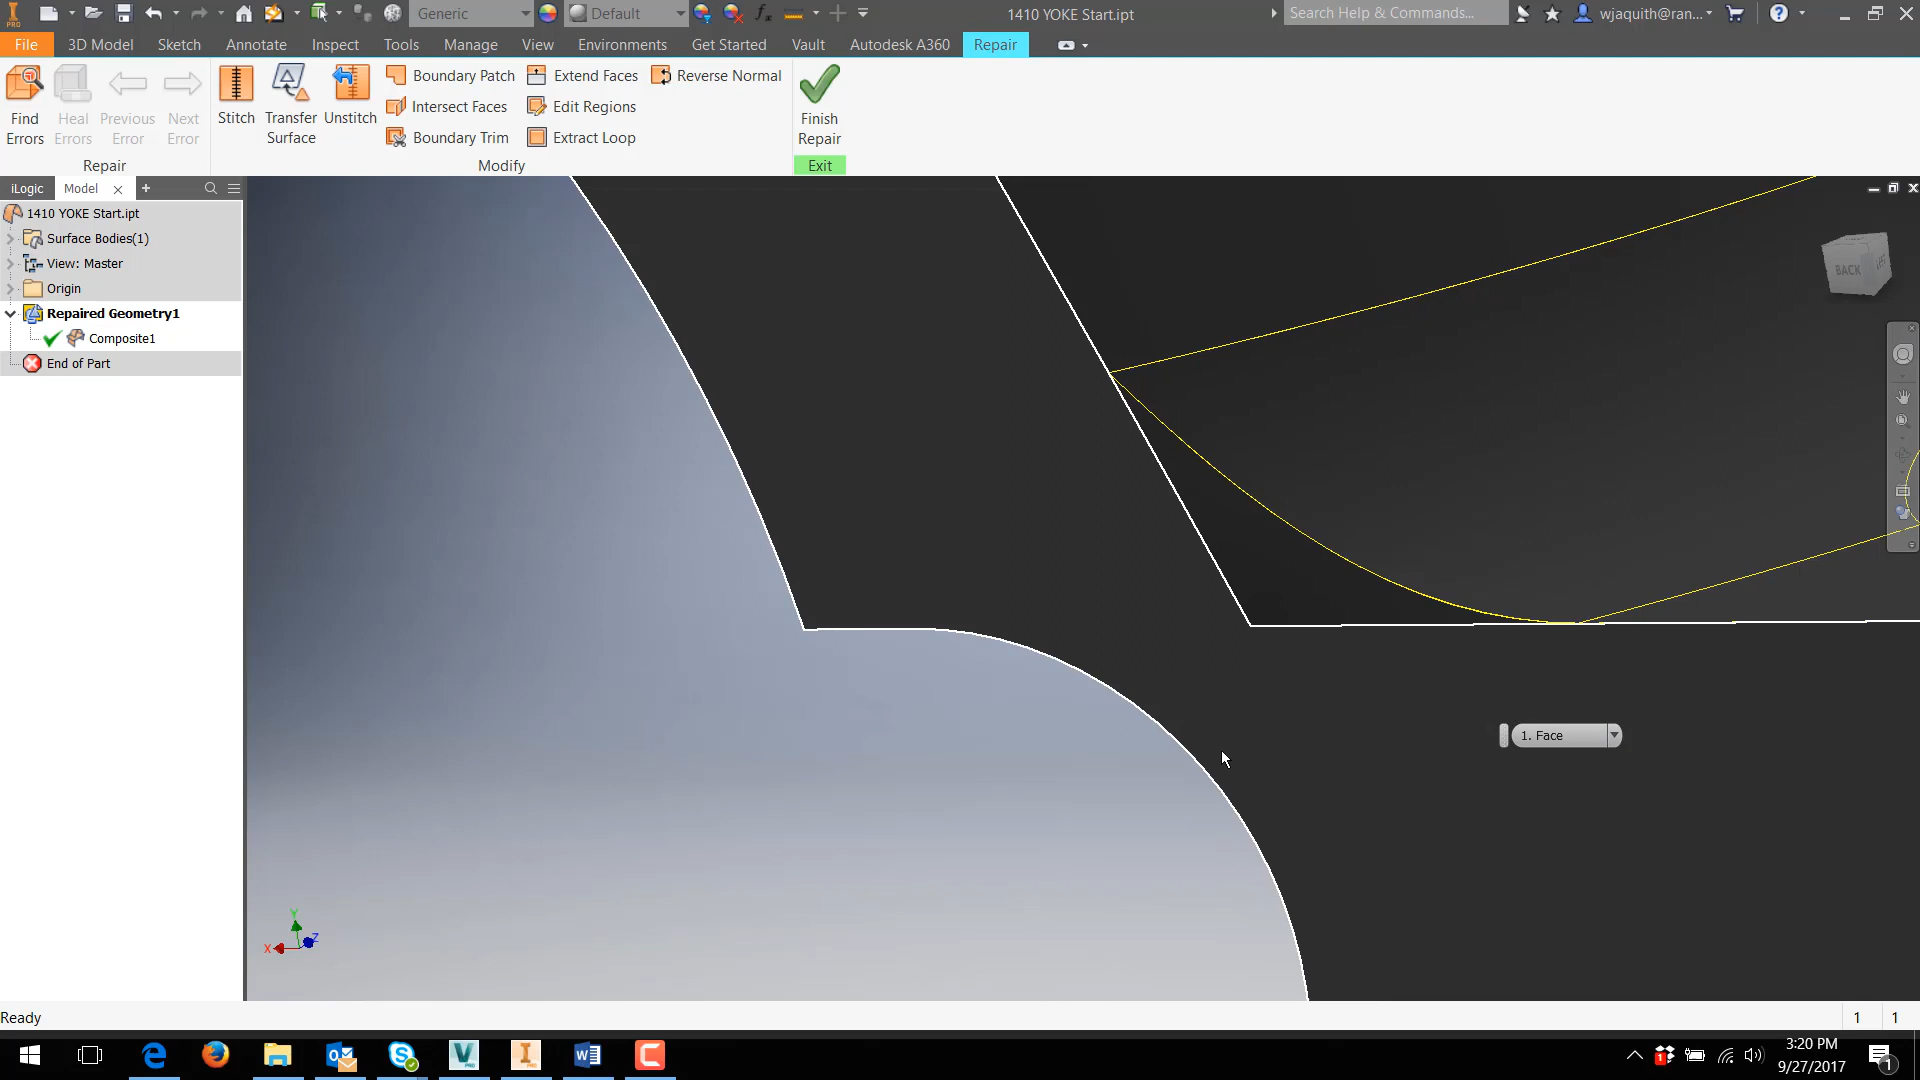 PRO
Generic
Default
1410 YOKE Start.ipt
Search Help & Commands...
wjaquith@ran...
File
3D Model
Sketch
Annotate
Inspect
Tools
Manage
View
Environments
Get Started
Vault
Autodesk A360
Repair
Find Errors
Heal Errors
Previous Error
Next Error
Repair
Stitch
Transfer Surface
Unstitch
Boundary Patch
Intersect Faces
Boundary Trim
Extend Faces
Edit Regions
Extract Loop
Reverse Normal
Modify
Finish Repair
Exit
iLogic
Model
1410 YOKE Start.ipt
Surface Bodies(1)
View: Master
Origin
Repaired Geometry1
Composite1
End of Part
BACK
1. Face
Y
X
Z
Ready
1
1
3:20 PM
9/27/2017
1